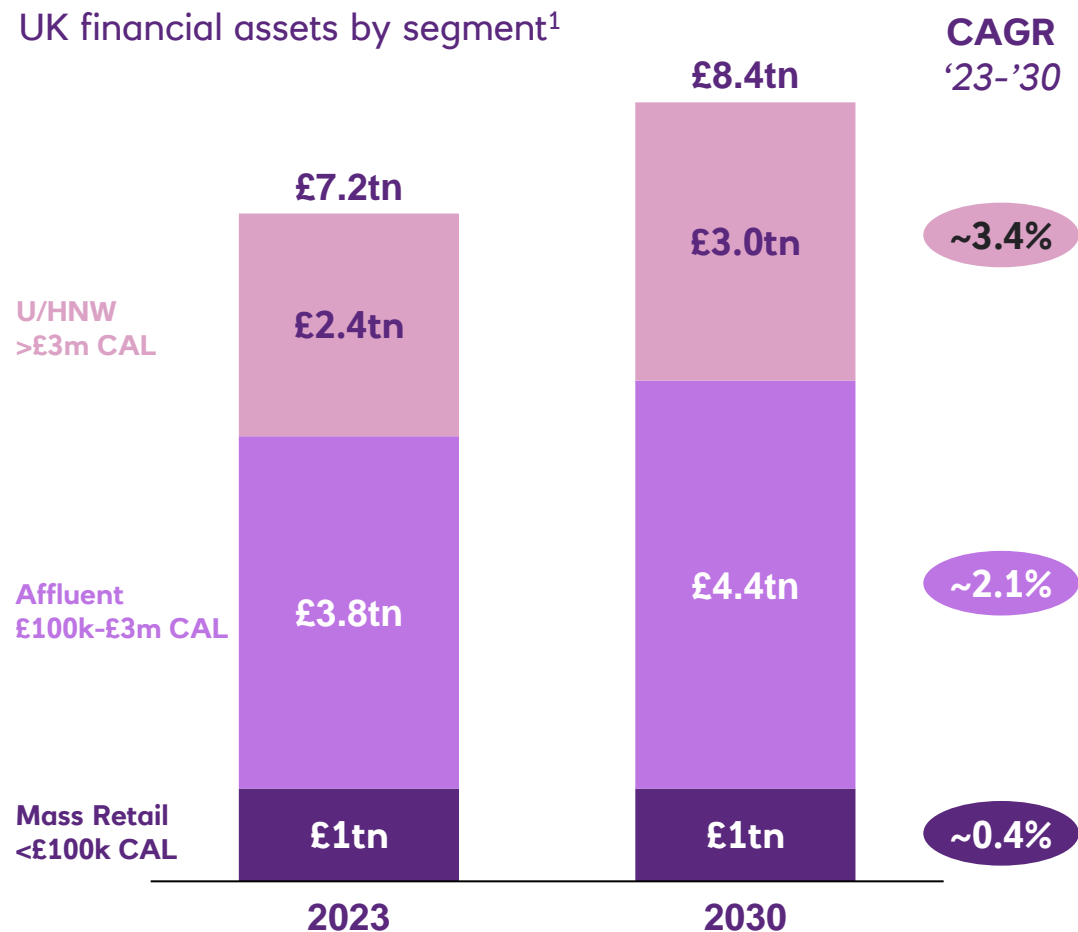 UK financial assets by segment¹
CAGR
‘23-’30
£8.4tn
£7.2tn
£3.0tn
~3.4%
U/HNW
>£3m CAL
£2.4tn
Affluent
£100k-£3m CAL
£3.8tn
£4.4tn
~2.1%
Mass Retail
<£100k CAL
£1tn
£1tn
~0.4%
2023
2030